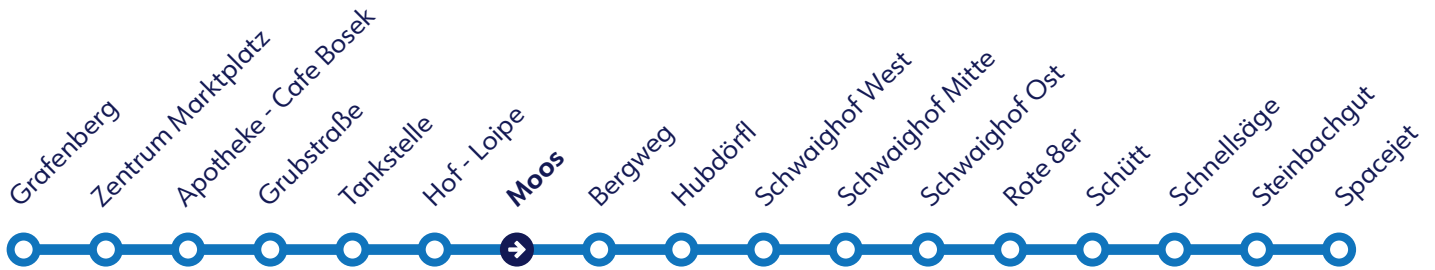 Grafenberg
Zentrum Marktplatz
Apotheke - Cafe Bosek
Grubstraße
Tankstelle
Hof - Loipe
Moos
Bergweg
Hubdörfl
Schwaighof West
Schwaighof Mitte
Schwaighof Ost
Rote 8er
Schütt
Schnellsäge
Steinbachgut
Spacejet